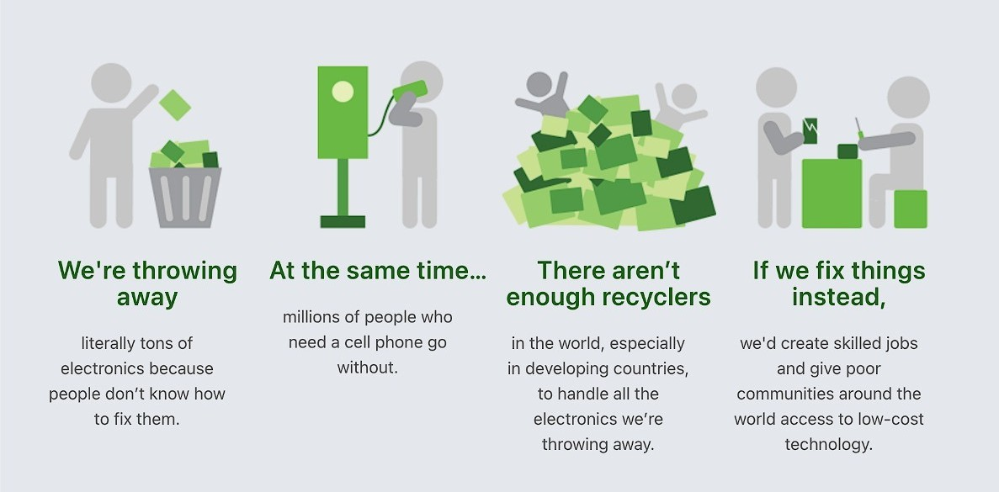 We're throwing
away
literally tons of
electronics because
people don’t know how
to fix them.
At the same time…
millions of people who
need a cell phone go
without.
There aren’t
enough recyclers
in the world, especially
in developing countries,
to handle all the
electronics we’re
throwing away.
If we fix things
instead,
we'd create skilled jobs
and give poor
communities around the
world access to low-cost
technology.